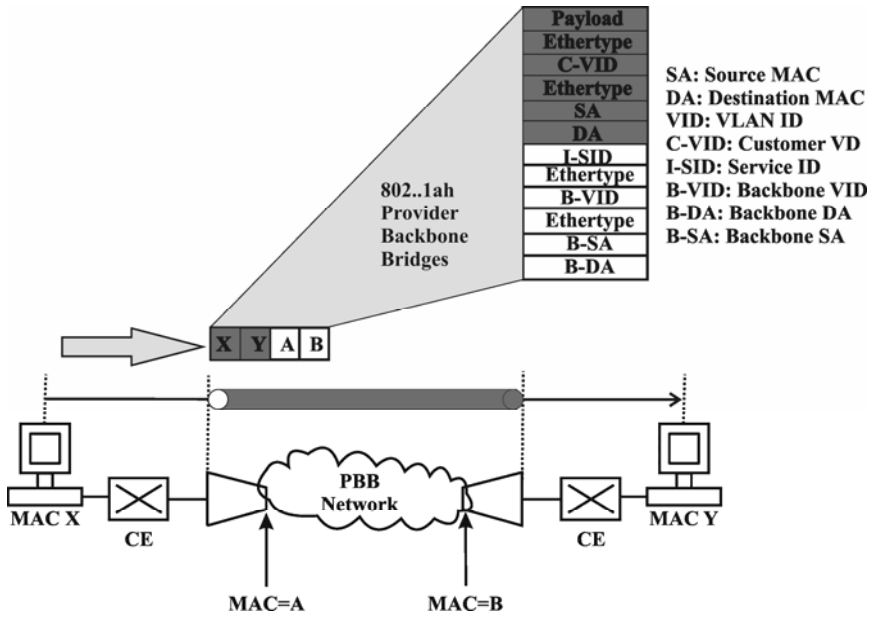 Payload
Ethertype
C-VID
Ethertype
SA
DA
I-SID
Ethertype
B-VID
Ethertype
B-SA
B-DA
SA: Source MAC
DA: Destination MAC
VID: VLAN ID
C-VID: Customer VD
I-SID: Service ID
B-VID: Backbone VID
B-DA: Backbone DA
B-SA: Backbone SA
802..1ah
Provider
Backbone
Bridges
X Y A B
PBB
Network
MAC X
CE
CE
MAC Y
MAC=A
MAC=B